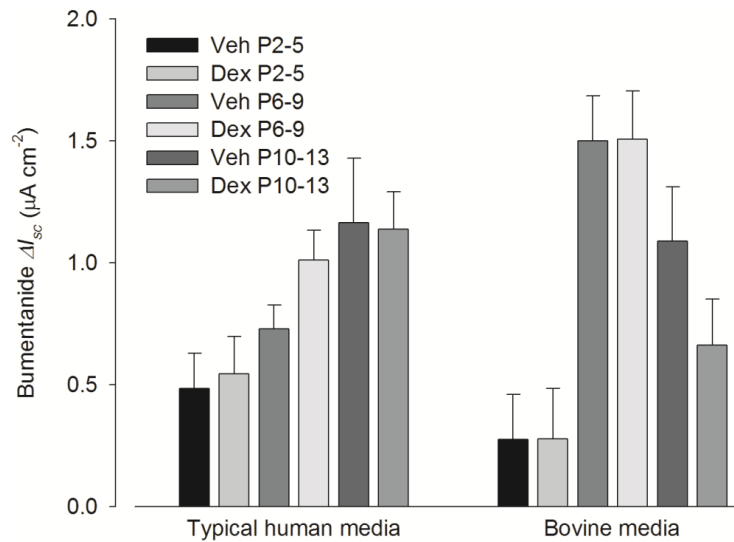 Bumentanide ΔIsc (µA cm⁻²)
2.0
1.5
1.0
0.5
0.0
Veh P2-5
Dex P2-5
Veh P6-9
Dex P6-9
Veh P10-13
Dex P10-13
Typical human media
Bovine media